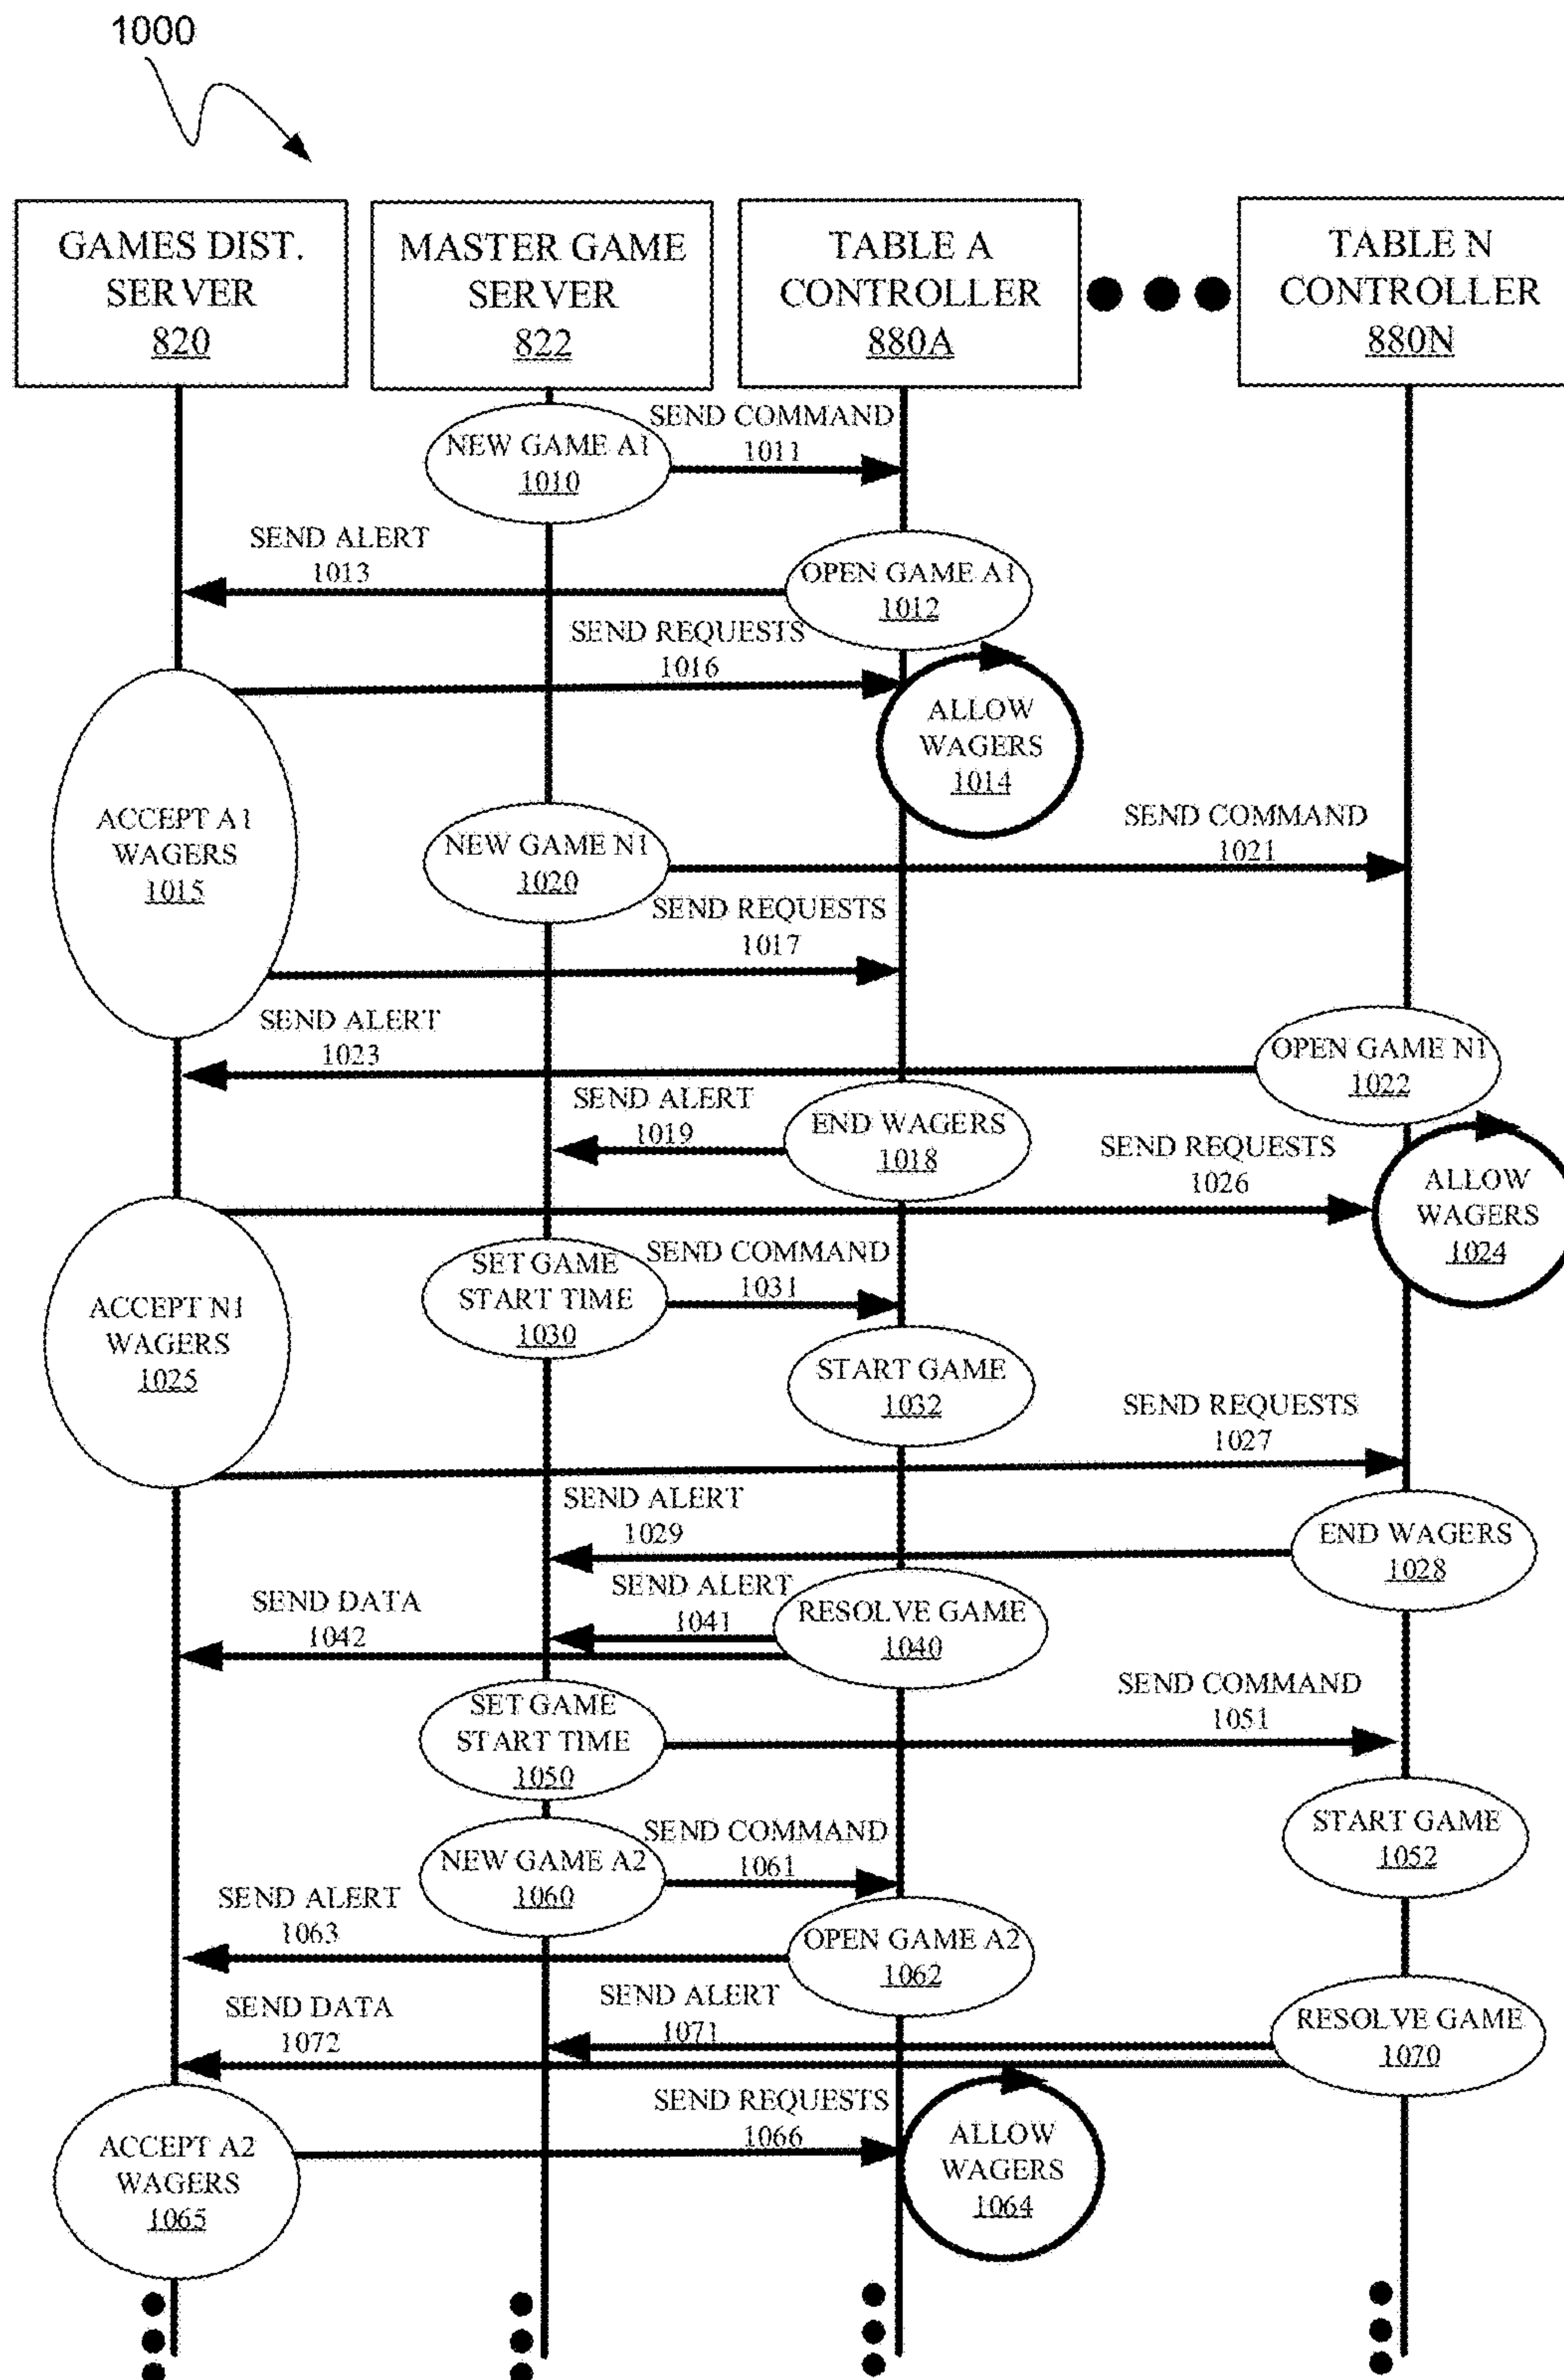 1000
GAMES DIST.
SERVER
820
MASTER GAME
SERVER
822
TABLE A
CONTROLLER
880A
TABLE N
CONTROLLER
880N
NEW GAME A1
1010
SEND COMMAND
1011
SEND ALERT
1013
OPEN GAME A1
1012
SEND REQUESTS
1016
ALLOW
WAGERS
1014
ACCEPT A1
WAGERS
1015
NEW GAME N1
1020
SEND COMMAND
1021
SEND REQUESTS
1017
SEND ALERT
1023
OPEN GAME N1
1022
SEND ALERT
1019
END WAGERS
1018
SEND REQUESTS
1026
ALLOW
WAGERS
1024
ACCEPT N1
WAGERS
1025
SET GAME
START TIME
1030
SEND COMMAND
1031
START GAME
1032
SEND REQUESTS
1027
SEND ALERT
1029
END WAGERS
1028
SEND DATA
1042
SEND ALERT
1041
RESOLVE GAME
1040
SET GAME
START TIME
1050
SEND COMMAND
1051
START GAME
1052
NEW GAME A2
1060
SEND COMMAND
1061
SEND ALERT
1063
OPEN GAME A2
1062
SEND DATA
1072
SEND ALERT
1071
RESOLVE GAME
1070
ACCEPT A2
WAGERS
1065
SEND REQUESTS
1066
ALLOW
WAGERS
1064